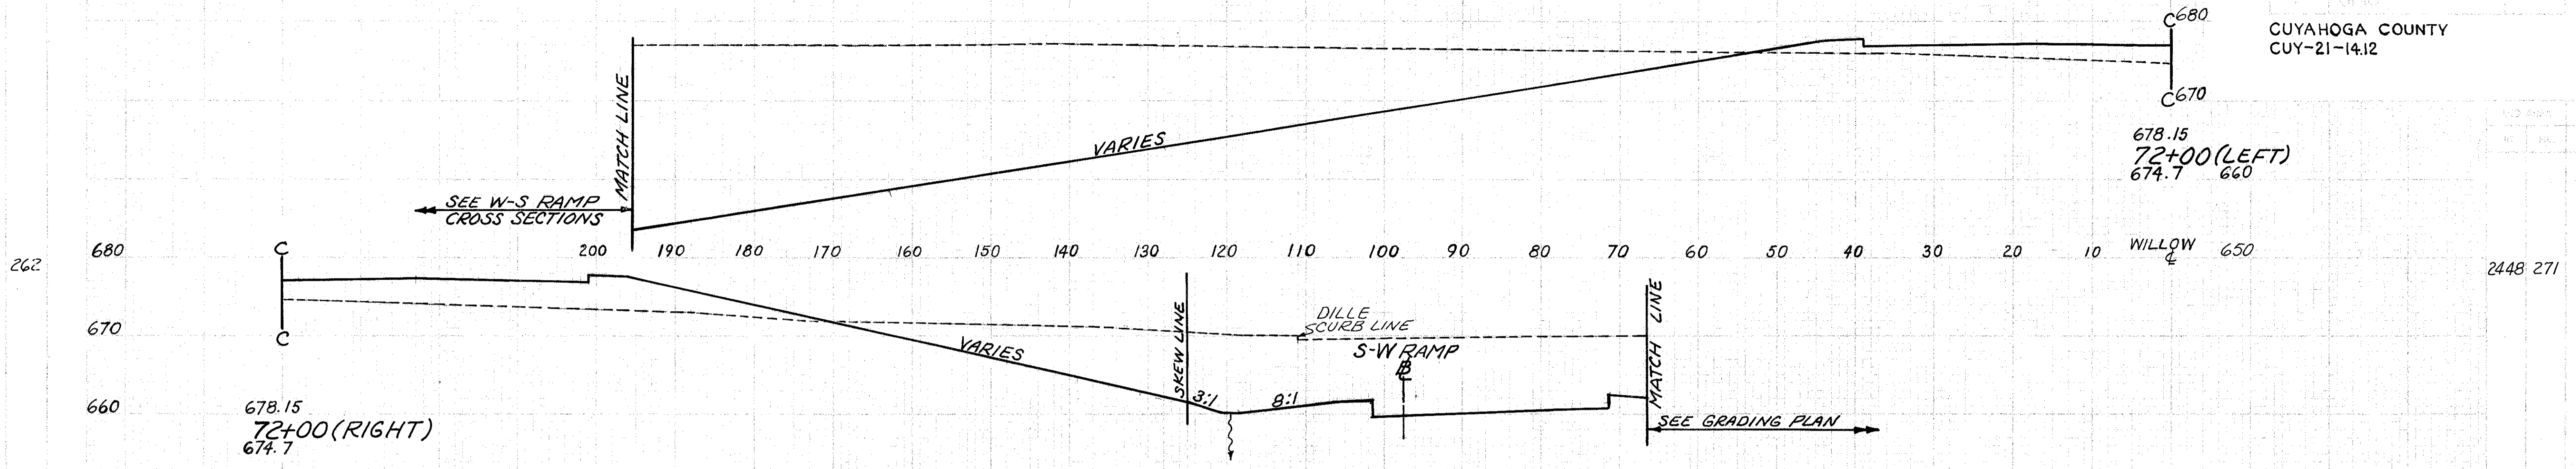 C 680
CUYAHOGA COUNTY
CUY-21-14.12
C 670
MATCH LINE
VARIES
678.15
72+00 (LEFT)
674.7 660
SEE W-S RAMP
CROSS SECTIONS
262 680 C 200 190 180 170 160 150 140 130 120 110 100 90 80 70 60 50 40 30 20 10 WILLOW ℄ 650
2448 271
SKEW LINE
MATCH LINE
DILLE
CURB LINE
670
C
VARIES
S-W RAMP
660
3:1
8:1
678.15
72+00 (RIGHT)
674.7
SEE GRADING PLAN